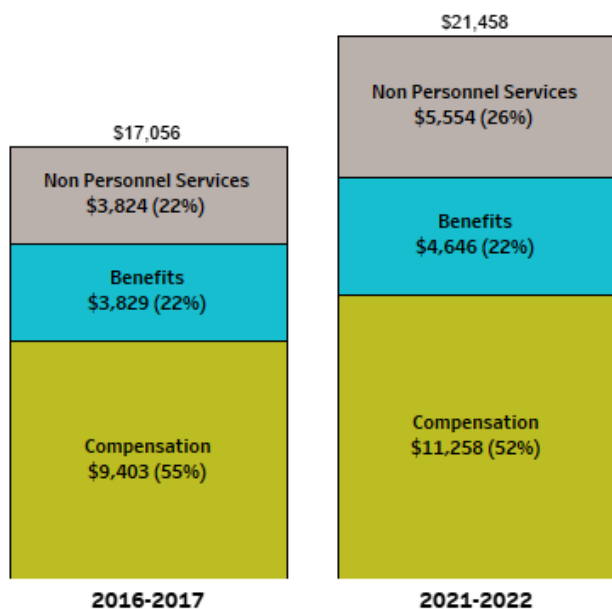 $17,056
Non Personnel Services
$3,824 (22%)
Benefits
$3,829 (22%)
Compensation
$9,403 (55%)
2016-2017
$21,458
Non Personnel Services
$5,554 (26%)
Benefits
$4,646 (22%)
Compensation
$11,258 (52%)
2021-2022